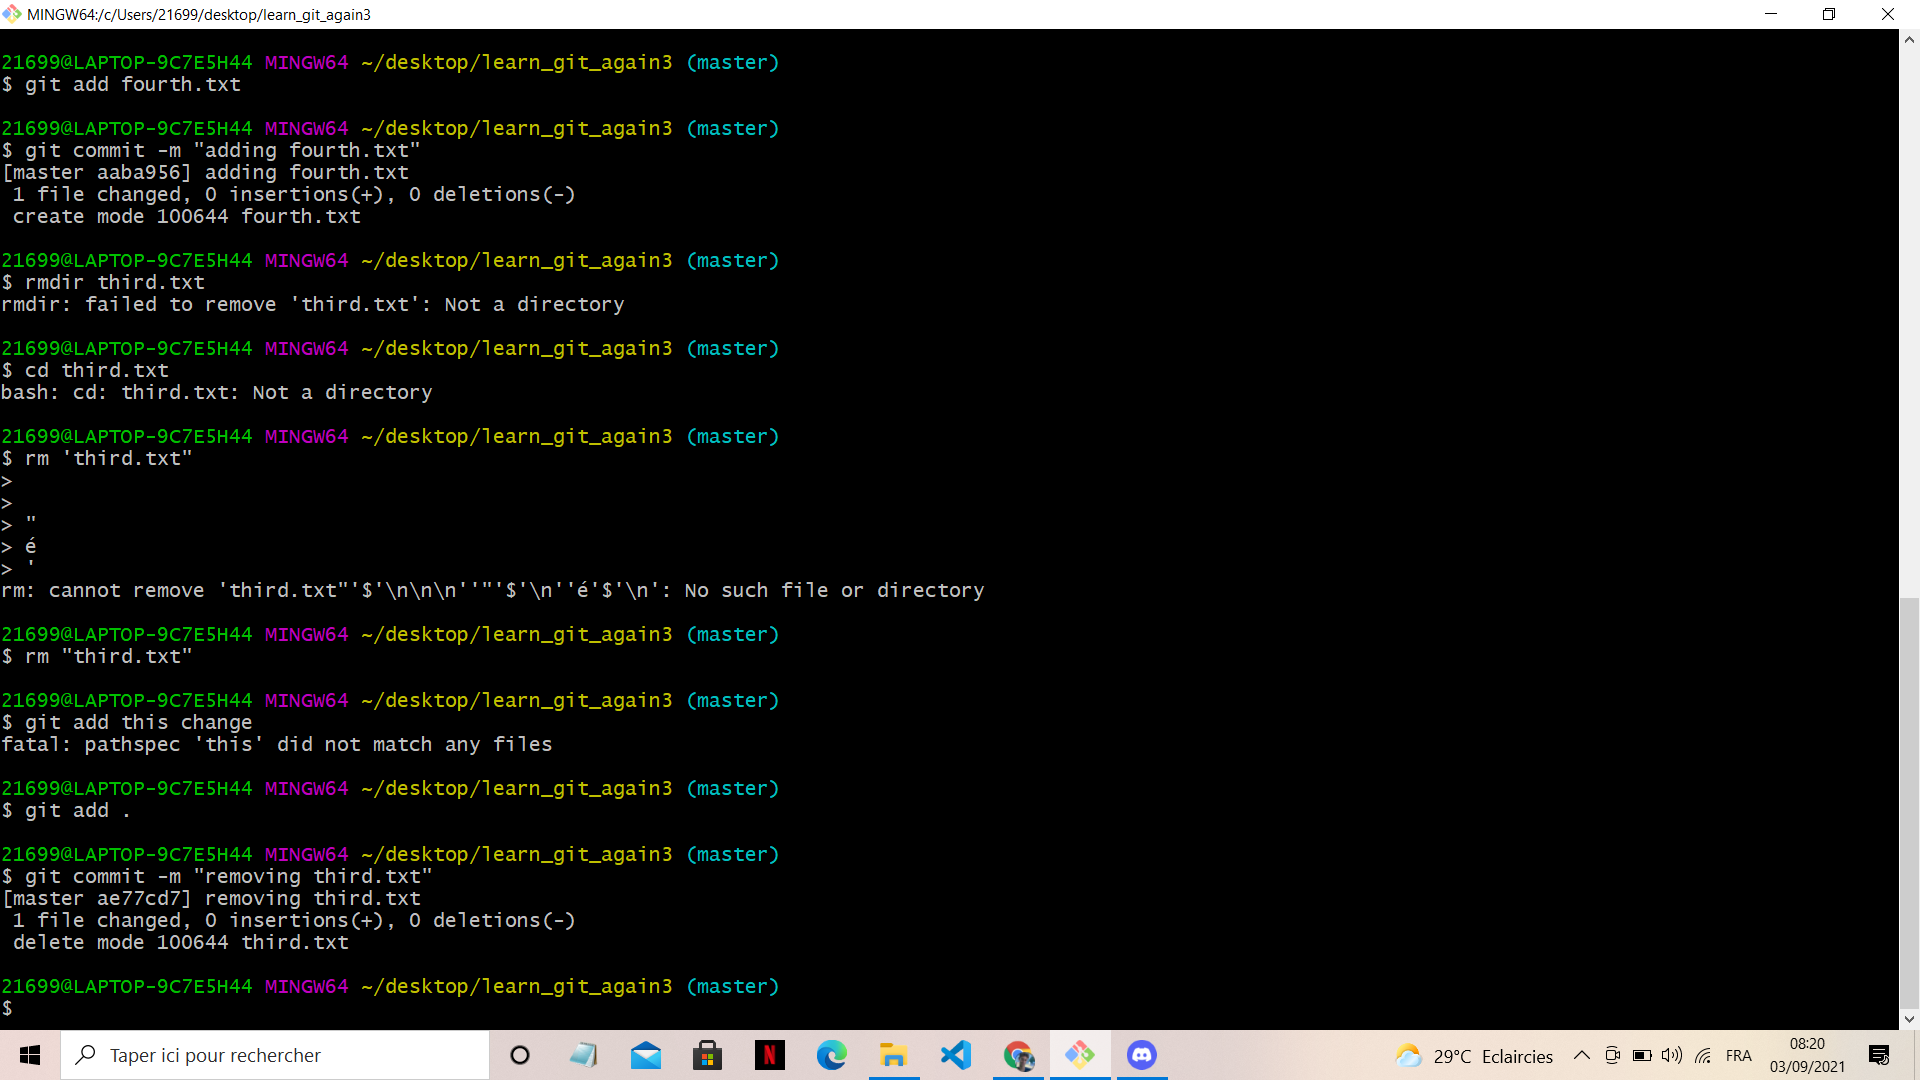 MINGW64:/c/Users/21699/desktop/learn_git_again3
21699@LAPTOP-9C7E5H44 MINGW64 ~/desktop/learn_git_again3 (master)
$ git add fourth.txt
21699@LAPTOP-9C7E5H44 MINGW64 ~/desktop/learn_git_again3 (master)
$ git commit -m "adding fourth.txt"
[master aaba956] adding fourth.txt
 1 file changed, 0 insertions(+), 0 deletions(-)
 create mode 100644 fourth.txt
21699@LAPTOP-9C7E5H44 MINGW64 ~/desktop/learn_git_again3 (master)
$ rmdir third.txt
rmdir: failed to remove 'third.txt': Not a directory
21699@LAPTOP-9C7E5H44 MINGW64 ~/desktop/learn_git_again3 (master)
$ cd third.txt
bash: cd: third.txt: Not a directory
21699@LAPTOP-9C7E5H44 MINGW64 ~/desktop/learn_git_again3 (master)
$ rm 'third.txt"
>
>
> "
> é
> '
rm: cannot remove 'third.txt"'$'\n\n\n''"'$'\n''é'$'\n': No such file or directory
21699@LAPTOP-9C7E5H44 MINGW64 ~/desktop/learn_git_again3 (master)
$ rm "third.txt"
21699@LAPTOP-9C7E5H44 MINGW64 ~/desktop/learn_git_again3 (master)
$ git add this change
fatal: pathspec 'this' did not match any files
21699@LAPTOP-9C7E5H44 MINGW64 ~/desktop/learn_git_again3 (master)
$ git add .
21699@LAPTOP-9C7E5H44 MINGW64 ~/desktop/learn_git_again3 (master)
$ git commit -m "removing third.txt"
[master ae77cd7] removing third.txt
 1 file changed, 0 insertions(+), 0 deletions(-)
 delete mode 100644 third.txt
21699@LAPTOP-9C7E5H44 MINGW64 ~/desktop/learn_git_again3 (master)
$
Taper ici pour rechercher
29°C Eclaircies
FRA
08:20
03/09/2021